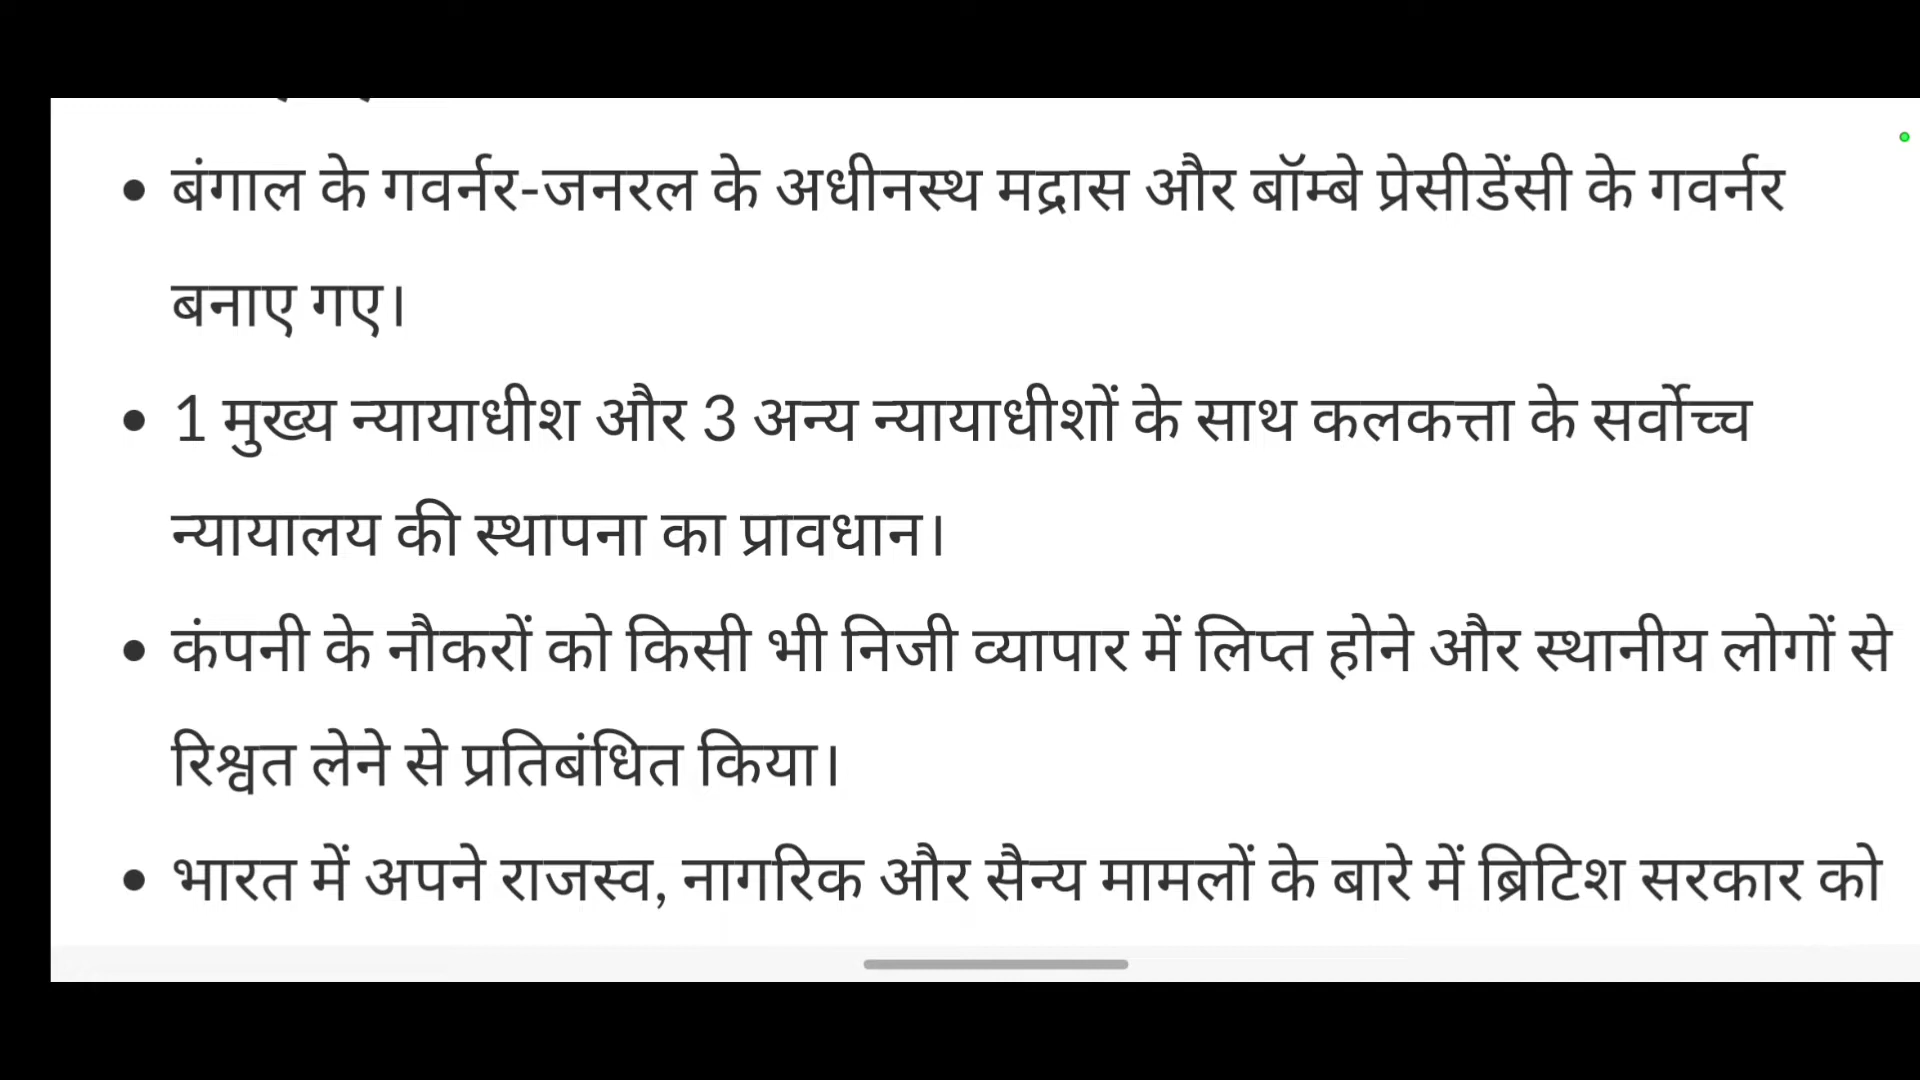 • बंगाल के गवर्नर-जनरल के अधीनस्थ मद्रास और बॉम्बे प्रेसीडेंसी के गवर्नर
बनाए गए।
• 1 मुख्य न्यायाधीश और 3 अन्य न्यायाधीशों के साथ कलकत्ता के सर्वोच्च
न्यायालय की स्थापना का प्रावधान।
• कंपनी के नौकरों को किसी भी निजी व्यापार में लिप्त होने और स्थानीय लोगों से
रिश्वत लेने से प्रतिबंधित किया।
• भारत में अपने राजस्व, नागरिक और सैन्य मामलों के बारे में ब्रिटिश सरकार को